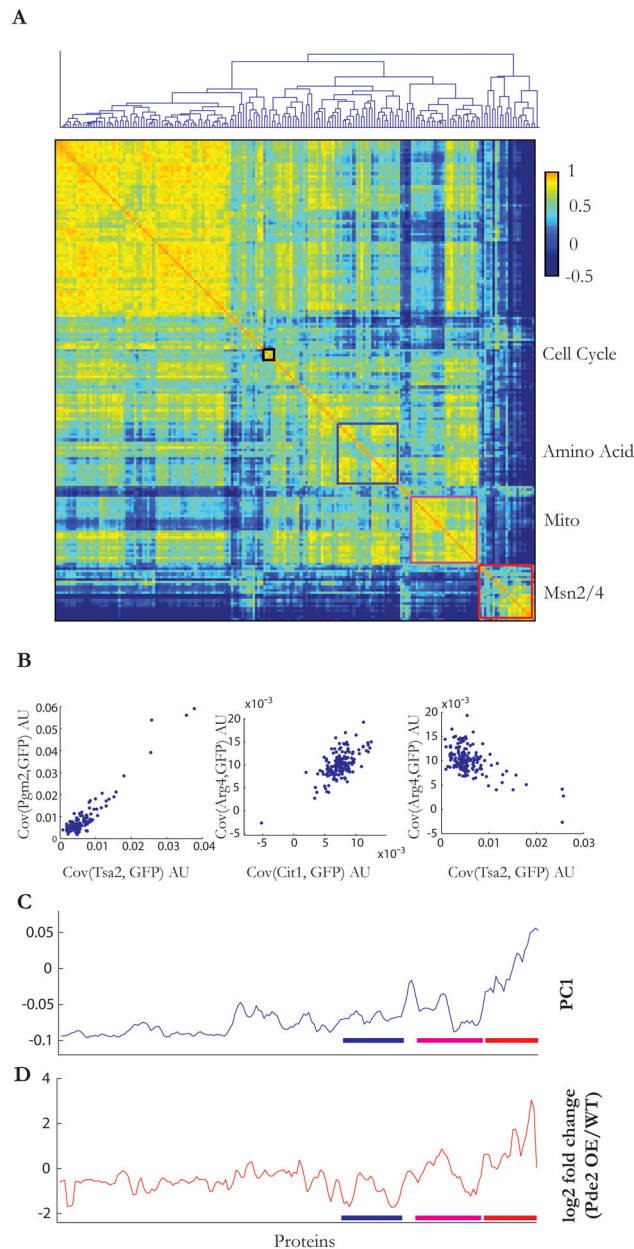 A
1
0.5
0
-0.5
Cell Cycle
Amino Acid
Mito
Msn2/4
B
Cov(Pgm2,GFP) AU
0.06
0.05
0.04
0.03
0.02
0.01
0
0 0.01 0.02 0.03 0.04
Cov(Tsa2, GFP) AU
x10⁻³
Cov(Arg4,GFP) AU
20
15
10
5
0
-5
-5 0 5 10
x10⁻³
Cov(Cit1, GFP) AU
x10⁻³
Cov(Arg4,GFP) AU
20
15
10
5
0
-5
0 0.01 0.02 0.03
Cov(Tsa2, GFP) AU
C
0.05
0
-0.05
-0.1
PC1
D
4
2
0
-2
log2 fold change
(Pde2 OE/WT)
Proteins